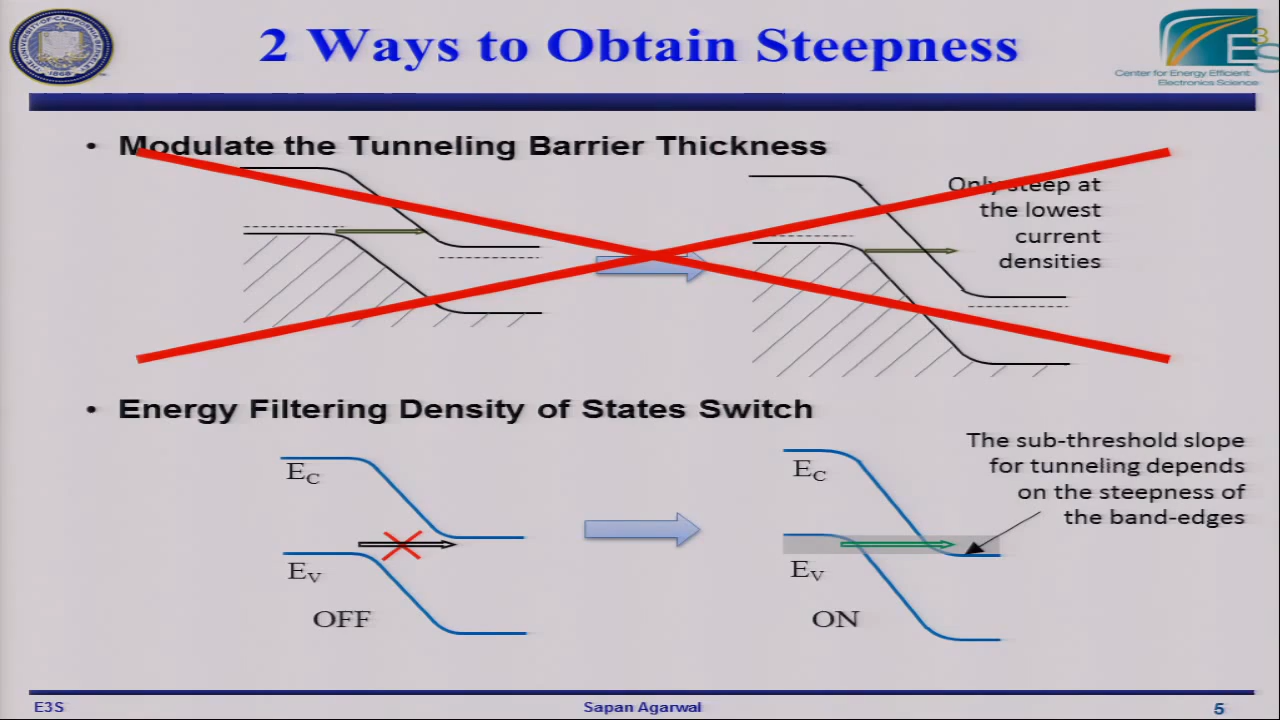 2 Ways to Obtain Steepness
E3S
Center for Energy Efficient
Electronics Science
• Modulate the Tunneling Barrier Thickness
Only steep at
the lowest
current
densities
• Energy Filtering Density of States Switch
The sub-threshold slope
for tunneling depends
on the steepness of
the band-edges
EC
EV
OFF
EC
EV
ON
E3S
Sapan Agarwal
5